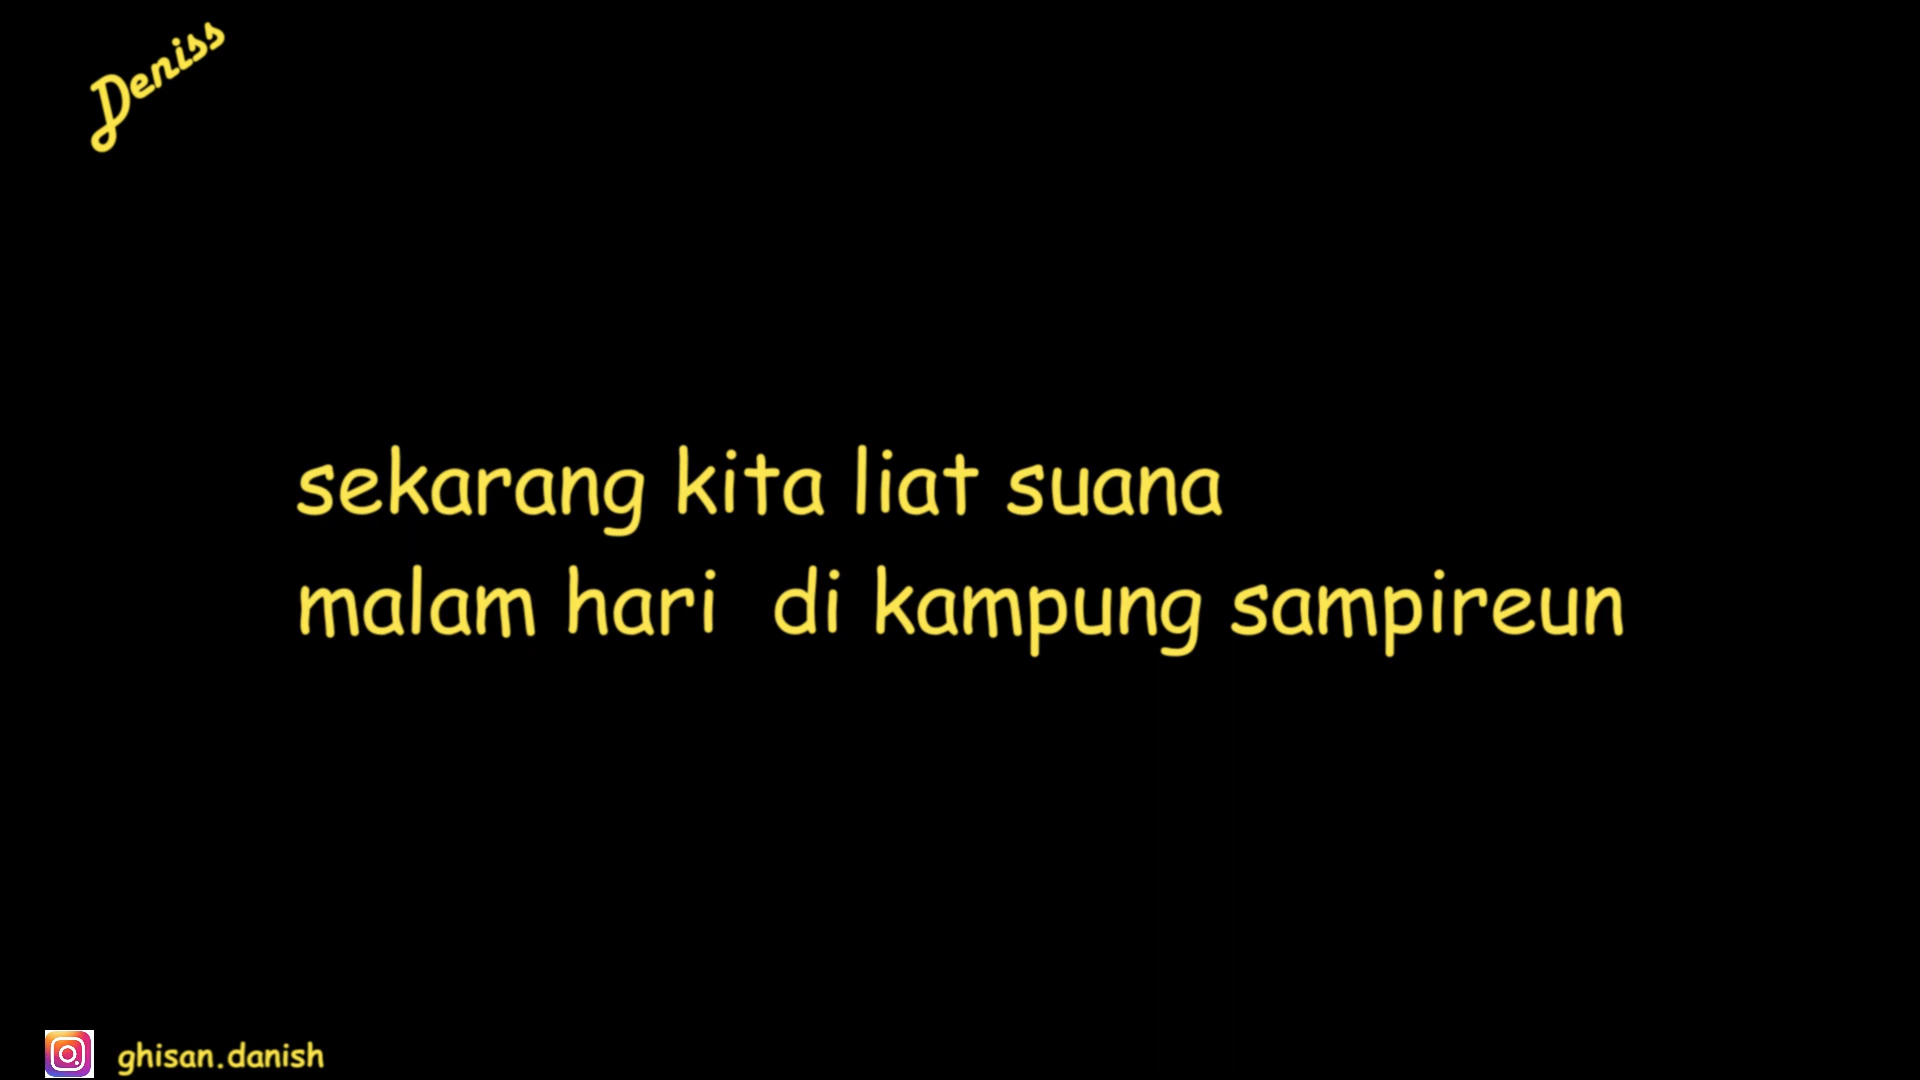 Deniss
sekarang kita liat suana
malam hari  di kampung sampireun
ghisan.danish